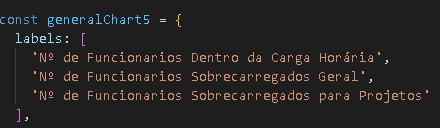 const generalChart5 = {
labels: [
'Nº de Funcionarios Dentro da Carga Horária',
'Nº de Funcionarios Sobrecarregados Geral',
'Nº de Funcionarios Sobrecarregados para Projetos'
],